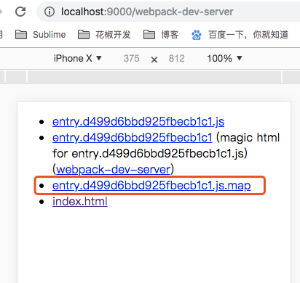 localhost:9000/webpack-dev-server
Sublime 花椒开发 博客 百度一下，你就知道
iPhone X ▼ 375 × 812 100% ▼
• entry.d499d6bbd925fbecb1c1.js
• entry.d499d6bbd925fbecb1c1 (magic html
for entry.d499d6bbd925fbecb1c1.js)
(webpack-dev-server)
• entry.d499d6bbd925fbecb1c1.js.map
• index.html